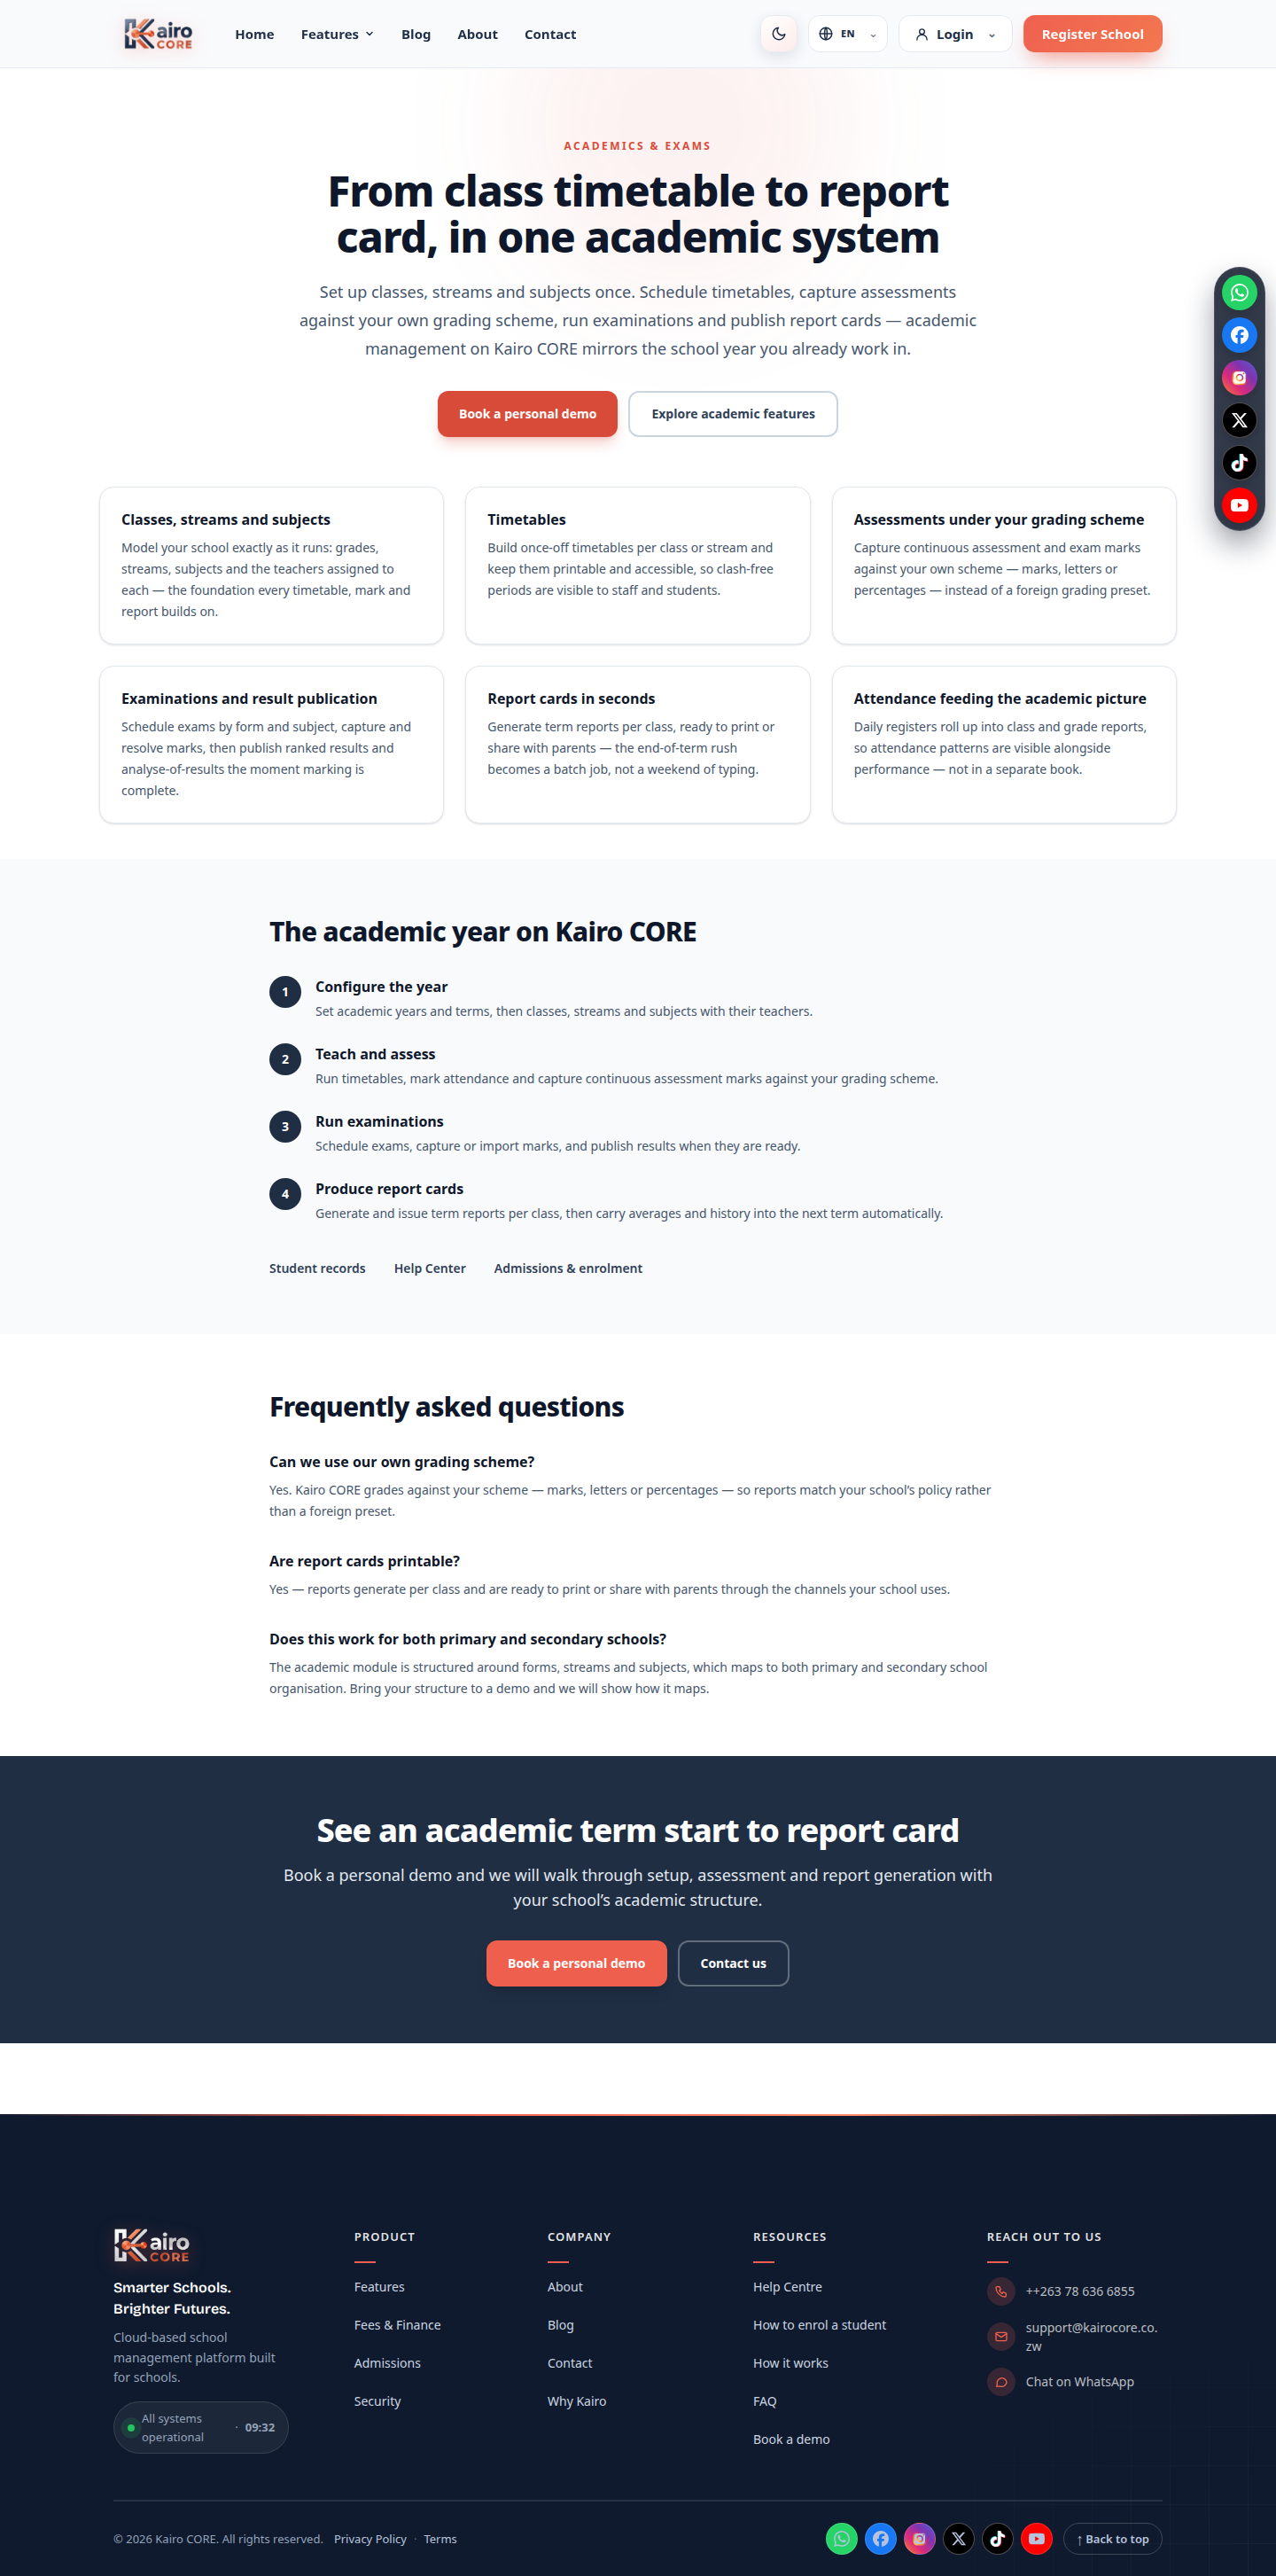 Kairo CORE
Home
Features
Blog
About
Contact
EN
Login
Register School
ACADEMICS & EXAMS
From class timetable to report
card, in one academic system
Set up classes, streams and subjects once. Schedule timetables, capture assessments
against your own grading scheme, run examinations and publish report cards — academic
management on Kairo CORE mirrors the school year you already work in.
Book a personal demo
Explore academic features
Classes, streams and subjects
Model your school exactly as it runs: grades,
streams, subjects and the teachers assigned to
each — the foundation every timetable, mark and
report builds on.
Timetables
Build once-off timetables per class or stream and
keep them printable and accessible, so clash-free
periods are visible to staff and students.
Assessments under your grading scheme
Capture continuous assessment and exam marks
against your own scheme — marks, letters or
percentages — instead of a foreign grading preset.
Examinations and result publication
Schedule exams by form and subject, capture and
resolve marks, then publish ranked results and
analyse-of-results the moment marking is
complete.
Report cards in seconds
Generate term reports per class, ready to print or
share with parents — the end-of-term rush
becomes a batch job, not a weekend of typing.
Attendance feeding the academic picture
Daily registers roll up into class and grade reports,
so attendance patterns are visible alongside
performance — not in a separate book.
The academic year on Kairo CORE
1
Configure the year
Set academic years and terms, then classes, streams and subjects with their teachers.
2
Teach and assess
Run timetables, mark attendance and capture continuous assessment marks against your grading scheme.
3
Run examinations
Schedule exams, capture or import marks, and publish results when they are ready.
4
Produce report cards
Generate and issue term reports per class, then carry averages and history into the next term automatically.
Student records
Help Center
Admissions & enrolment
Frequently asked questions
Can we use our own grading scheme?
Yes. Kairo CORE grades against your scheme — marks, letters or percentages — so reports match your school’s policy rather
than a foreign preset.
Are report cards printable?
Yes — reports generate per class and are ready to print or share with parents through the channels your school uses.
Does this work for both primary and secondary schools?
The academic module is structured around forms, streams and subjects, which maps to both primary and secondary school
organisation. Bring your structure to a demo and we will show how it maps.
See an academic term start to report card
Book a personal demo and we will walk through setup, assessment and report generation with
your school’s academic structure.
Book a personal demo
Contact us
Kairo CORE
Smarter Schools.
Brighter Futures.
Cloud-based school
management platform built
for schools.
All systems
operational
· 09:32
PRODUCT
Features
Fees & Finance
Admissions
Security
COMPANY
About
Blog
Contact
Why Kairo
RESOURCES
Help Centre
How to enrol a student
How it works
FAQ
Book a demo
REACH OUT TO US
++263 78 636 6855
support@kairocore.co.
zw
Chat on WhatsApp
© 2026 Kairo CORE. All rights reserved.
Privacy Policy · Terms
↑ Back to top